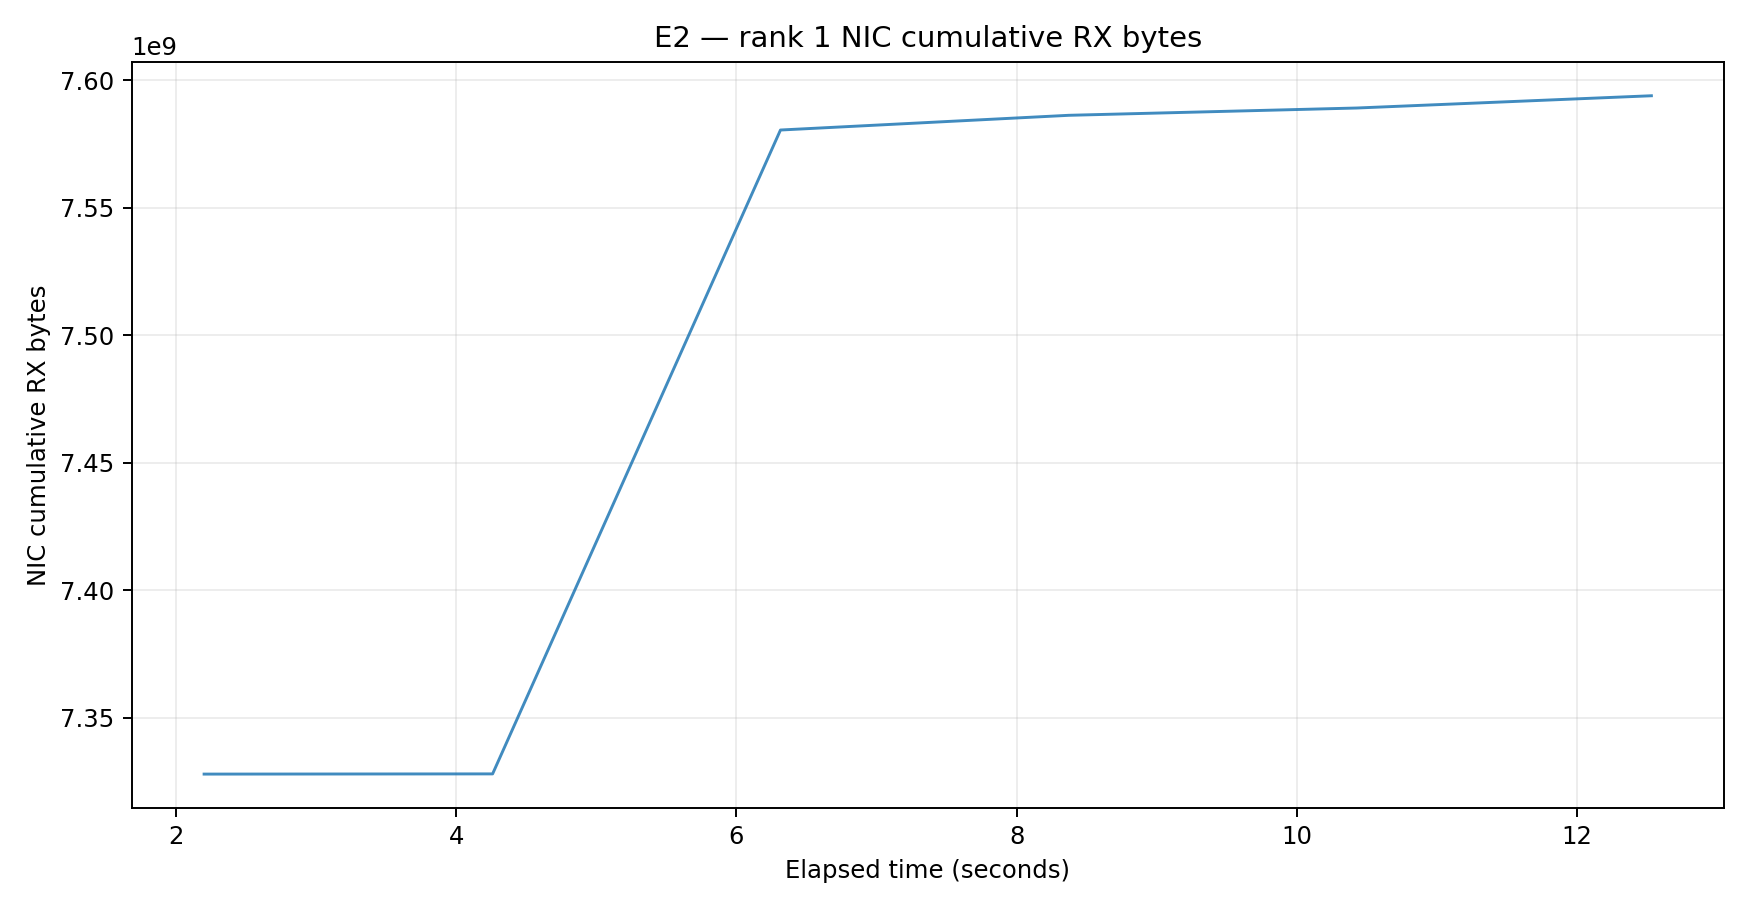 E2 — rank 1 NIC cumulative RX bytes
1e9
7.60
7.55
7.50
7.45
7.40
7.35
NIC cumulative RX bytes
2 4 6 8 10 12
Elapsed time (seconds)